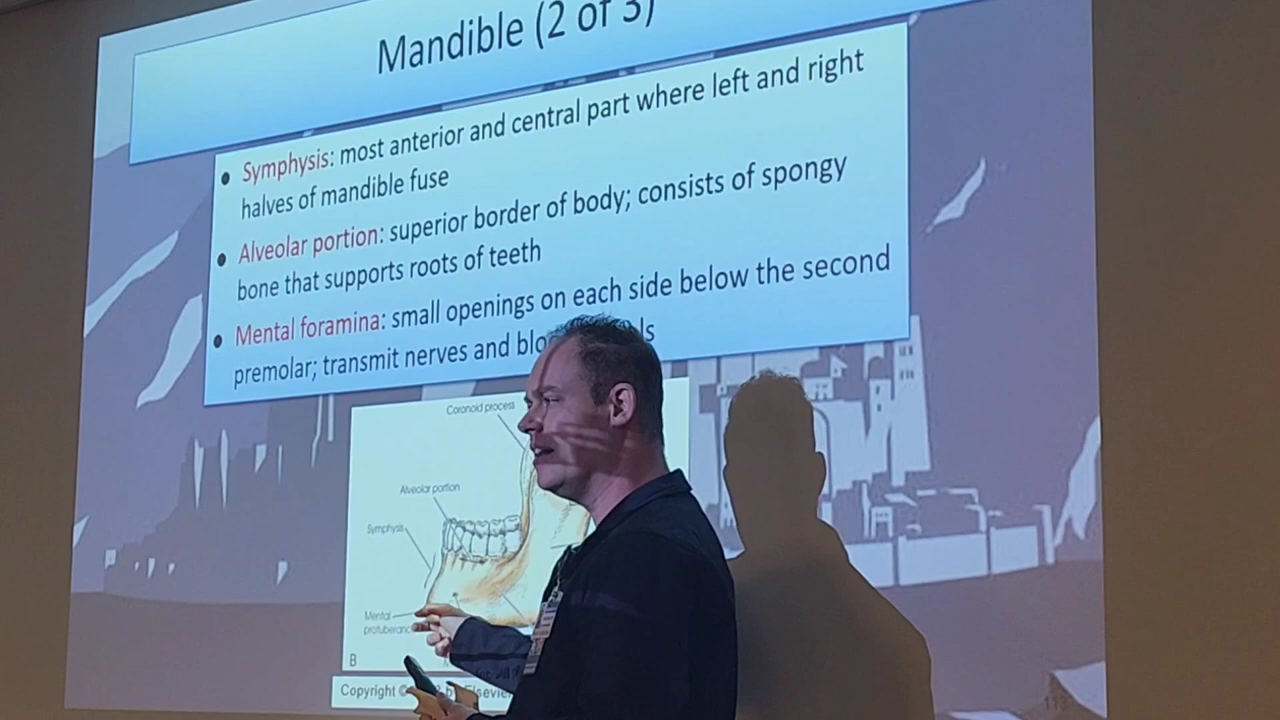 Mandible (2 of 3)
• Symphysis: most anterior and central part where left and right
halves of mandible fuse
• Alveolar portion: superior border of body; consists of spongy
bone that supports roots of teeth
• Mental foramina: small openings on each side below the second
premolar; transmit nerves and
Coronoid process
Alveolar portion
Symphysis
Mental
B
Copyright © by Elsevier